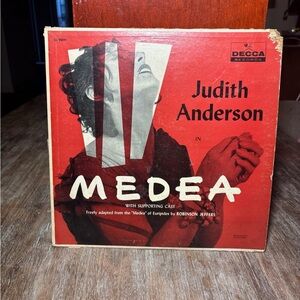 DECCA
RECORDS
Judith
Anderson
IN
MEDEA
WITH SUPPORTING CAST
Freely adapted from the "Medea" of Euripides by ROBINSON JEFFERS